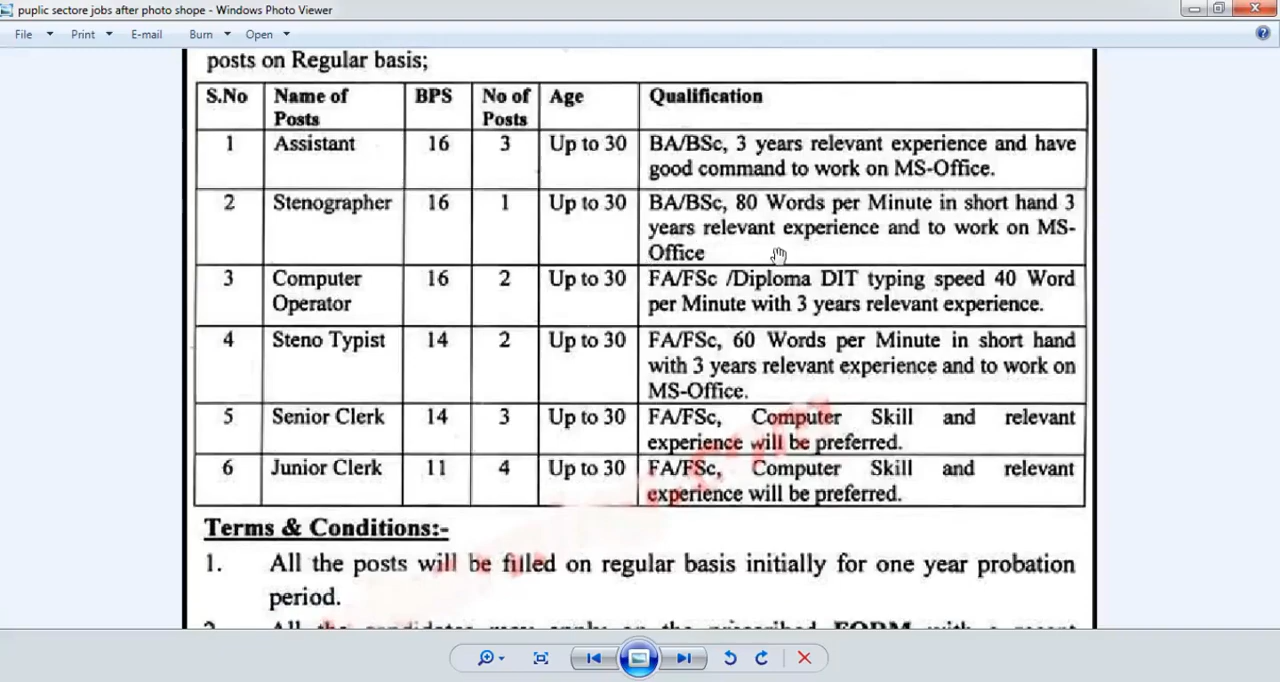 puplic sectore jobs after photo shope - Windows Photo Viewer
File Print E-mail Burn Open
posts on Regular basis;
S.No Name of Posts BPS No of Posts Age Qualification
1 Assistant 16 3 Up to 30 BA/BSc, 3 years relevant experience and have
good command to work on MS-Office.
2 Stenographer 16 1 Up to 30 BA/BSc, 80 Words per Minute in short hand 3
years relevant experience and to work on MS-
Office
3 Computer Operator 16 2 Up to 30 FA/FSc /Diploma DIT typing speed 40 Word
per Minute with 3 years relevant experience.
4 Steno Typist 14 2 Up to 30 FA/FSc, 60 Words per Minute in short hand
with 3 years relevant experience and to work on
MS-Office.
5 Senior Clerk 14 3 Up to 30 FA/FSc, Computer Skill and relevant
experience will be preferred.
6 Junior Clerk 11 4 Up to 30 FA/FSc, Computer Skill and relevant
experience will be preferred.
Terms & Conditions:-
1. All the posts will be filled on regular basis initially for one year probation
period.